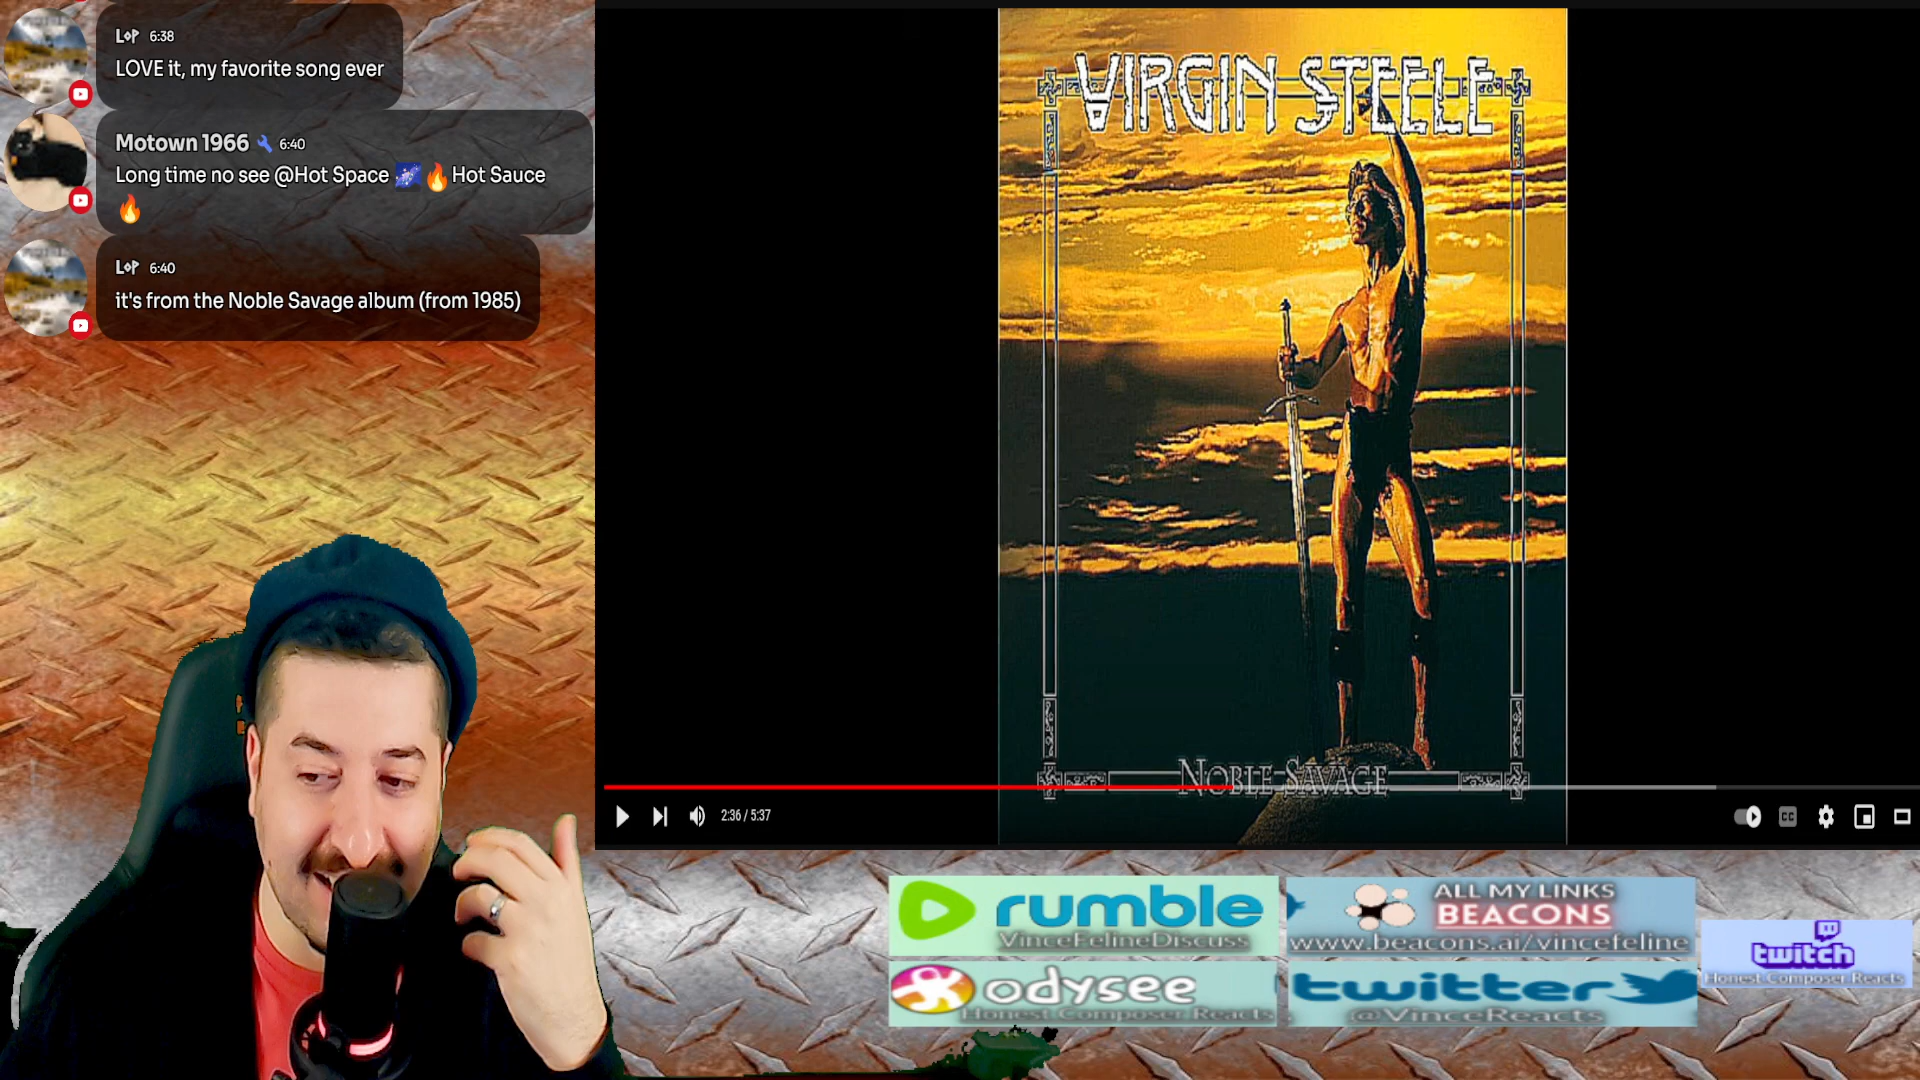 LOP 6:38
LOVE it, my favorite song ever
Motown 1966 6:40
Long time no see @Hot Space 🌌🔥Hot Sauce
🔥
LOP 6:40
it's from the Noble Savage album (from 1985)
VIRGIN STEELE
NOBLE SAVAGE
2:36 / 5:37
CC
rumble
VinceFelineDiscuss
ALL MY LINKS
BEACONS
www.beacons.ai/vincefeline
twitch
Honest Composer Reacts
odysee
Honest Composer Reacts
twitter
@VinceReacts